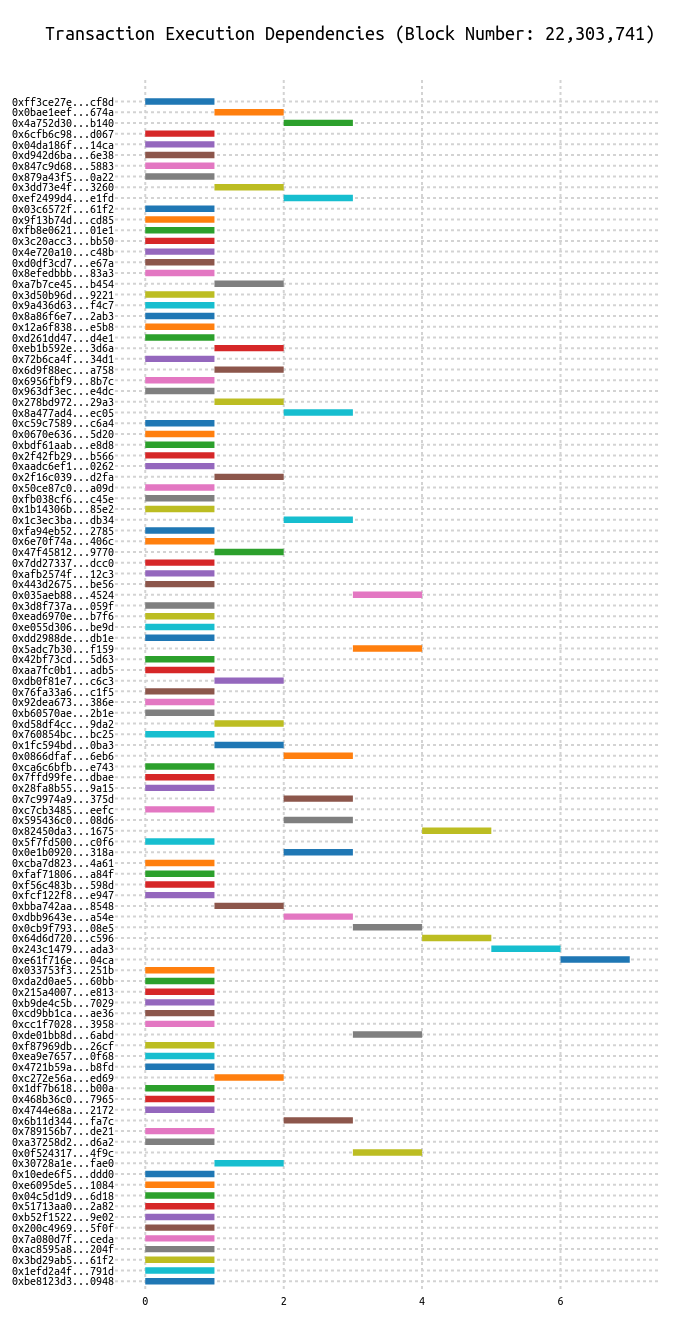 Transaction Execution Dependencies (Block Number: 22,303,741)
0xff3ce27e...cf8d
0x0bae1eef...674a
0x4a752d30...b140
0x6cfb6c98...d067
0x04da186f...14ca
0xd942d6ba...6e38
0x847c9d68...5883
0x879a43f5...0a22
0x3dd73e4f...3260
0xef2499d4...e1fd
0x03c6572f...61f2
0x9f13b74d...cd85
0xfb8e0621...01e1
0x3c20acc3...bb50
0x4e720a10...c48b
0xd0df3cd7...e67a
0x8efedbbb...83a3
0xa7b7ce45...b454
0x3d50b96d...9221
0x9a436d63...f4c7
0x8a86f6e7...2ab3
0x12a6f838...e5b8
0xd261dd47...d4e1
0xeb1b592e...3d6a
0x72b6ca4f...34d1
0x6d9f88ec...a758
0x6956fbf9...8b7c
0x963df3ec...e4dc
0x278bd972...29a3
0x8a477ad4...ec05
0xc59c7589...c6a4
0x0670e636...5d20
0xbdf61aab...e8d8
0x2f42fb29...b566
0xaadc6ef1...0262
0x2f16c039...d2fa
0x50ce87c0...a09d
0xfb038cf6...c45e
0x1b14306b...85e2
0x1c3ec3ba...db34
0xfa94eb52...2785
0x6e70f74a...406c
0x47f45812...9770
0x7dd27337...dcc0
0xafb2574f...12c3
0x443d2675...be56
0x035aeb88...4524
0x3d8f737a...059f
0xead6970e...b7f6
0xe055d306...be9d
0xdd2988de...db1e
0x5adc7b30...f159
0x42bf73cd...5d63
0xaa7fc0b1...adb5
0xdb0f81e7...c6c3
0x76fa33a6...c1f5
0x92dea673...386e
0xb60570ae...2b1e
0xd58df4cc...9da2
0x760854bc...bc25
0x1fc594bd...0ba3
0x0866dfaf...6eb6
0xca6c6bfb...e743
0x7ffd99fe...dbae
0x28fa8b55...9a15
0x7c9974a9...375d
0xc7cb3485...eefc
0x595436c0...08d6
0x82450da3...1675
0x5f7fd500...c0f6
0x0e1b0920...318a
0xcba7d823...4a61
0xfaf71806...a84f
0xf56c483b...598d
0xfcf122f8...e947
0xbba742aa...8548
0xdbb9643e...a54e
0x0cb9f793...08e5
0x64d6d720...c596
0x243c1479...ada3
0xe61f716e...04ca
0x033753f3...251b
0xda2d0ae5...60bb
0x215a4007...e813
0xb9de4c5b...7029
0xcd9bb1ca...ae36
0xcc1f7028...3958
0xde01bb8d...6abd
0xf87969db...26cf
0xea9e7657...0f68
0x4721b59a...b8fd
0xc272e56a...ed69
0x1df7b618...b00a
0x468b36c0...7965
0x4744e68a...2172
0x6b11d344...fa7c
0x789156b7...de21
0xa37258d2...d6a2
0x0f524317...4f9c
0x30728a1e...fae0
0x10ede6f5...ddd0
0xe6095de5...1084
0x04c5d1d9...6d18
0x51713aa0...2a82
0xb52f1522...9e02
0x200c4969...5f0f
0x7a080d7f...ceda
0xac8595a8...204f
0x3bd29ab5...61f2
0x1efd2a4f...791d
0xbe8123d3...0948
0 2 4 6